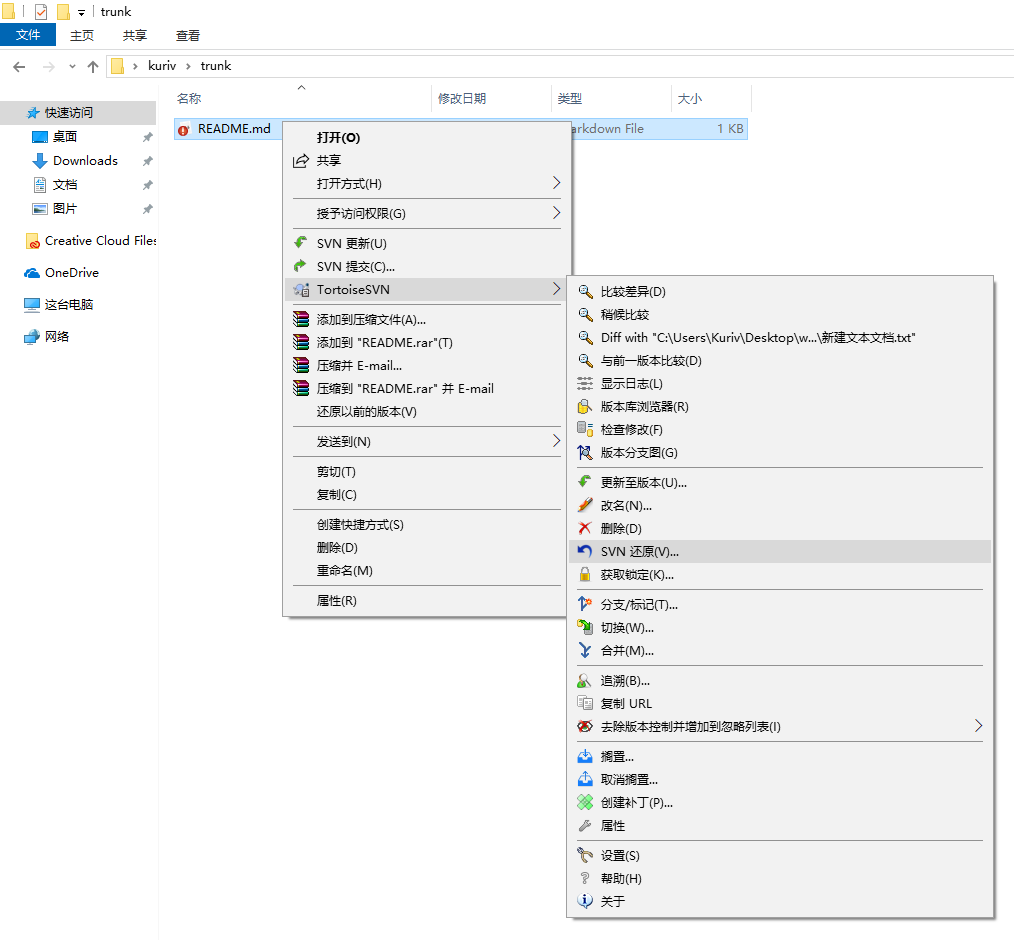 trunk
文件 主页 共享 查看
kuriv trunk
名称 修改日期 类型 大小
快速访问
桌面
Downloads
文档
图片
Creative Cloud Files
OneDrive
这台电脑
网络
README.md arkdown File 1 KB
打开(O)
共享
打开方式(H)
授予访问权限(G)
SVN 更新(U)
SVN 提交(C)...
TortoiseSVN
添加到压缩文件(A)...
添加到 "README.rar"(T)
压缩并 E-mail...
压缩到 "README.rar" 并 E-mail
还原以前的版本(V)
发送到(N)
剪切(T)
复制(C)
创建快捷方式(S)
删除(D)
重命名(M)
属性(R)
比较差异(D)
稍候比较
Diff with "C:\Users\Kuriv\Desktop\w...\新建文本文档.txt"
与前一版本比较(D)
显示日志(L)
版本库浏览器(R)
检查修改(F)
版本分支图(G)
更新至版本(U)...
改名(N)...
删除(D)
SVN 还原(V)...
获取锁定(K)...
分支/标记(T)...
切换(W)...
合并(M)...
追溯(B)...
复制 URL
去除版本控制并增加到忽略列表(I)
搁置...
取消搁置...
创建补丁(P)...
属性
设置(S)
帮助(H)
关于